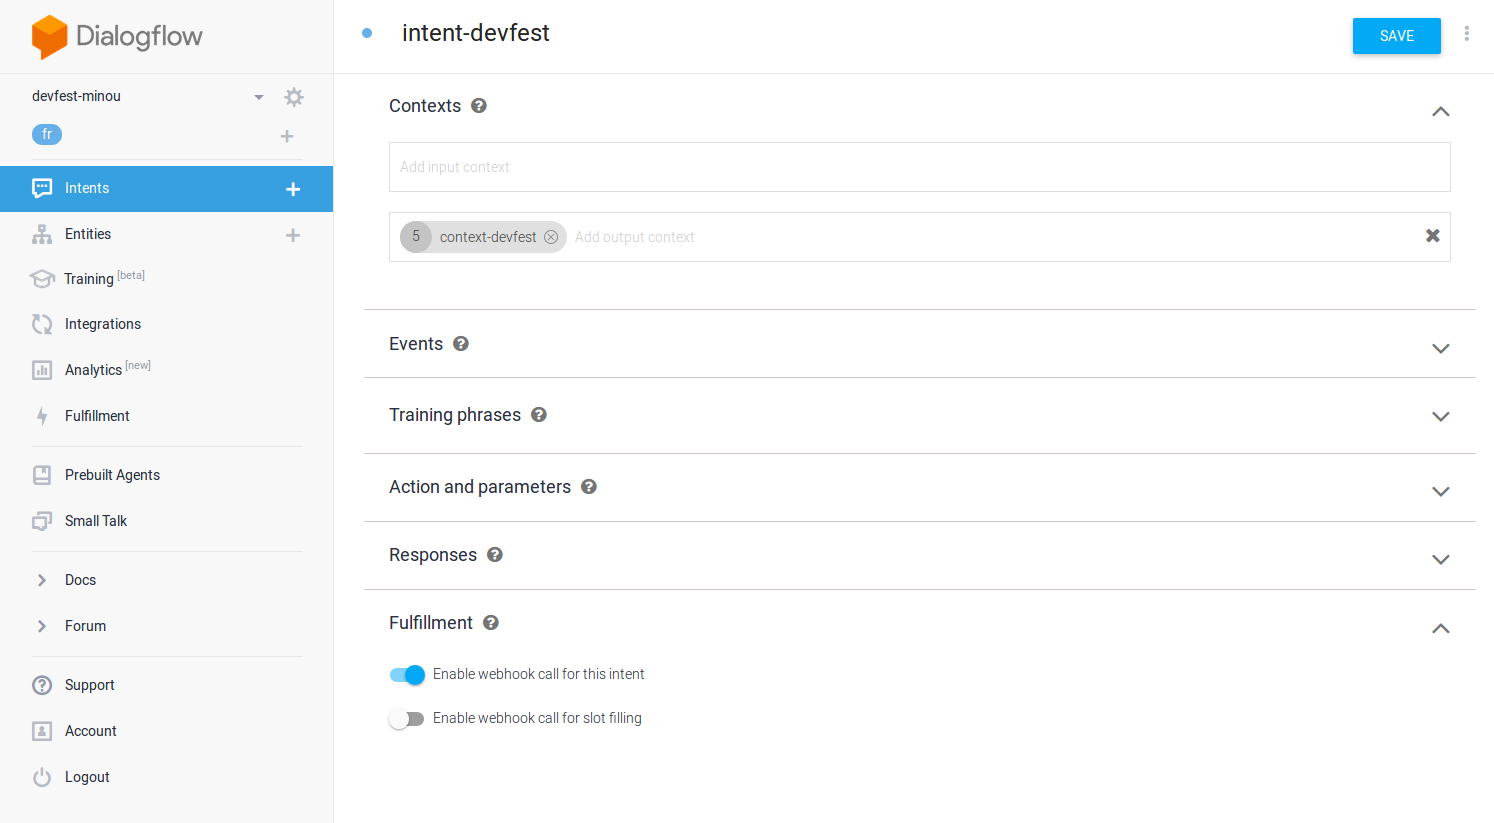 Dialogflow
devfest-minou
fr
Intents
Entities
Training [beta]
Integrations
Analytics [new]
Fulfillment
Prebuilt Agents
Small Talk
Docs
Forum
Support
Account
Logout
intent-devfest
SAVE
Contexts
Add input context
5 context-devfest Add output context
Events
Training phrases
Action and parameters
Responses
Fulfillment
Enable webhook call for this intent
Enable webhook call for slot filling